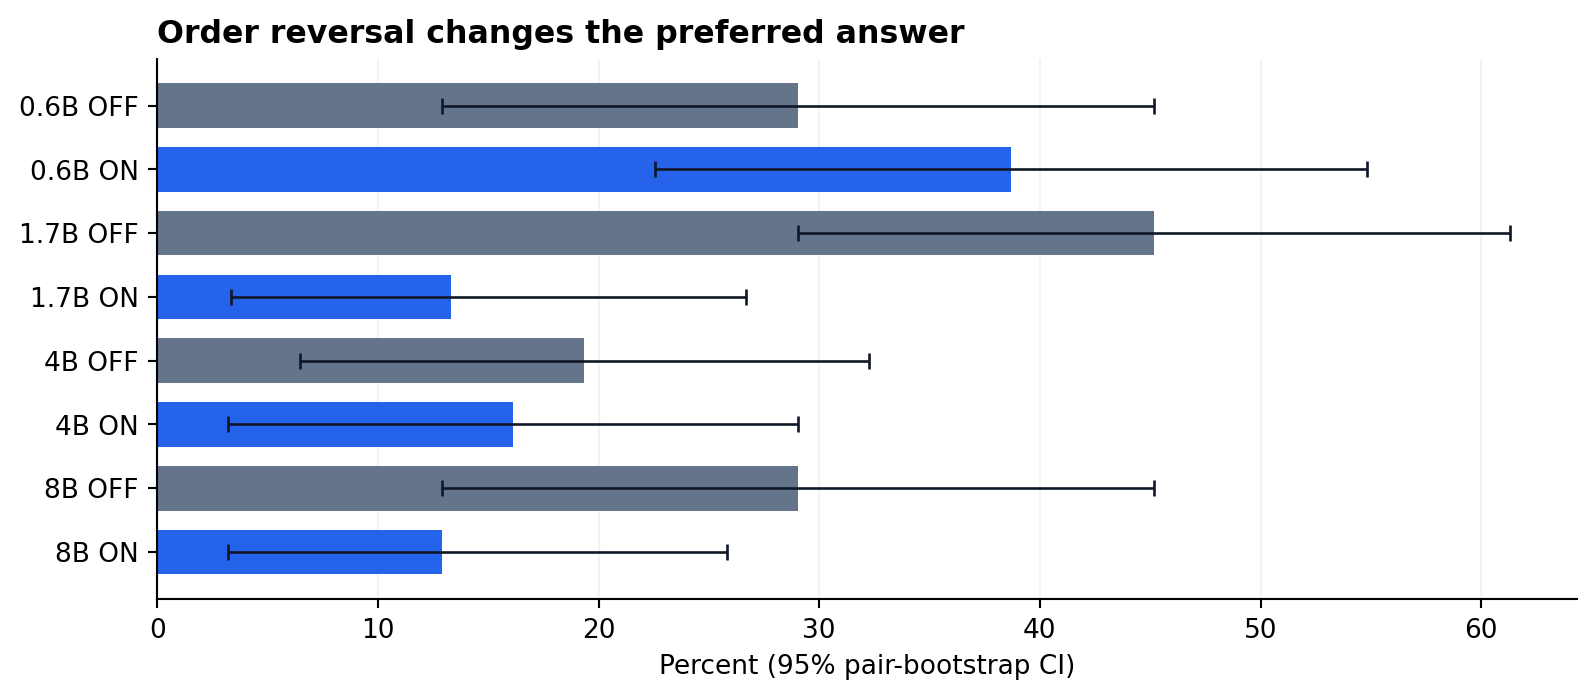 Order reversal changes the preferred answer
0.6B OFF
0.6B ON
1.7B OFF
1.7B ON
4B OFF
4B ON
8B OFF
8B ON
0 10 20 30 40 50 60
Percent (95% pair-bootstrap CI)